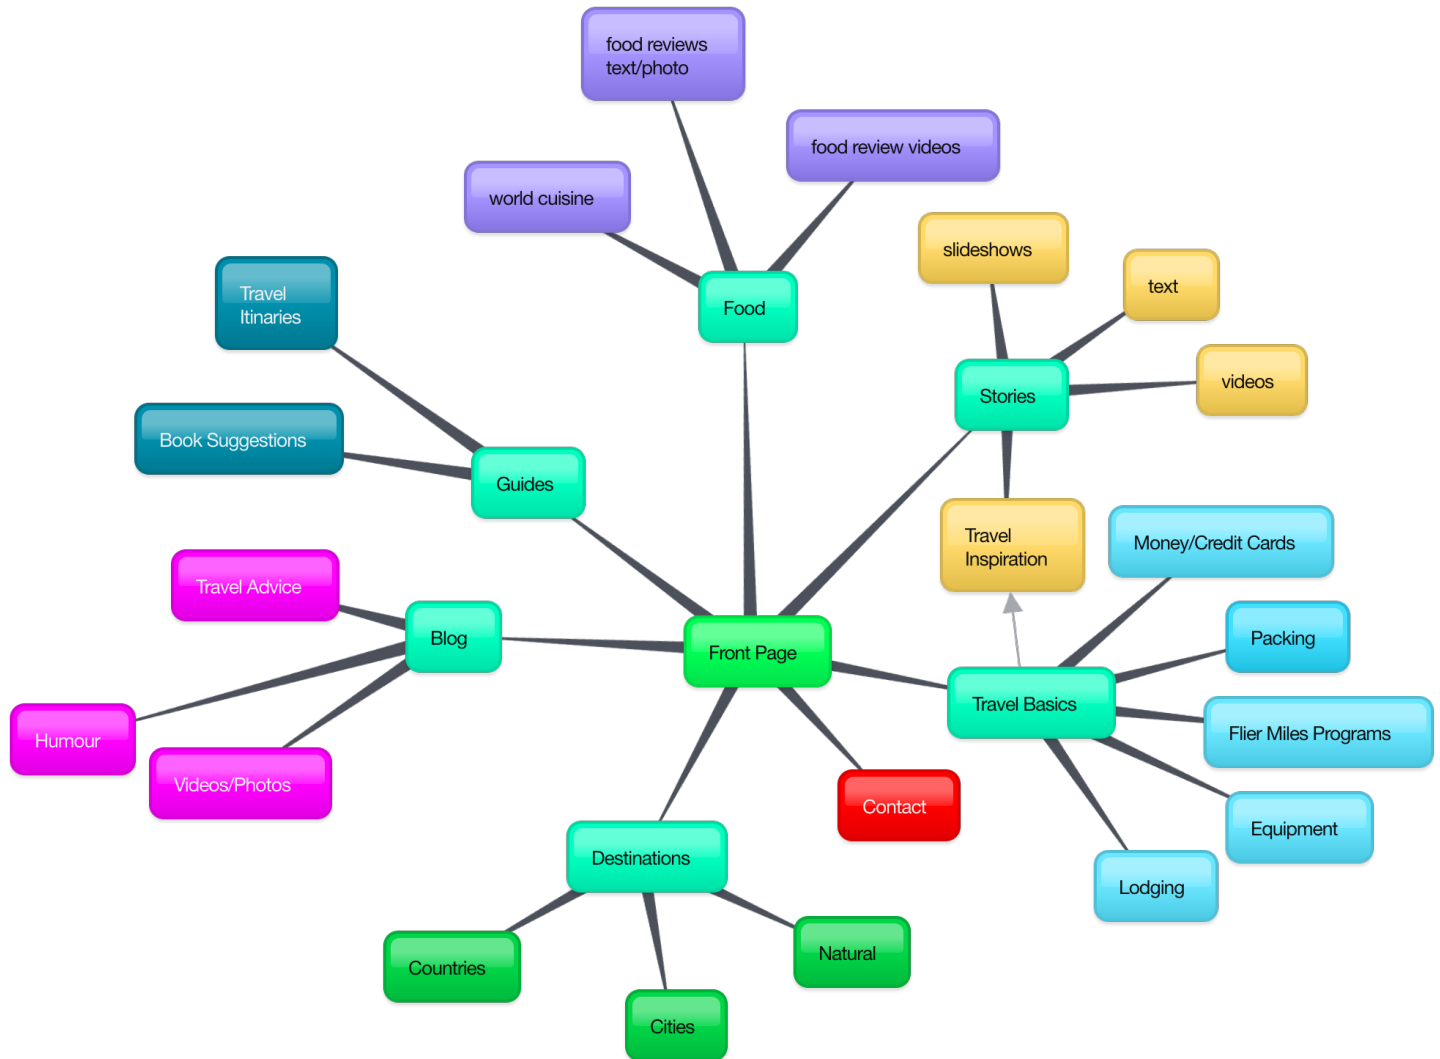 food reviews
text/photo
food review videos
world cuisine
slideshows
text
Travel
Itinaries
Food
videos
Stories
Book Suggestions
Guides
Travel
Inspiration
Money/Credit Cards
Travel Advice
Blog
Front Page
Packing
Travel Basics
Flier Miles Programs
Humour
Videos/Photos
Contact
Equipment
Destinations
Lodging
Natural
Countries
Cities